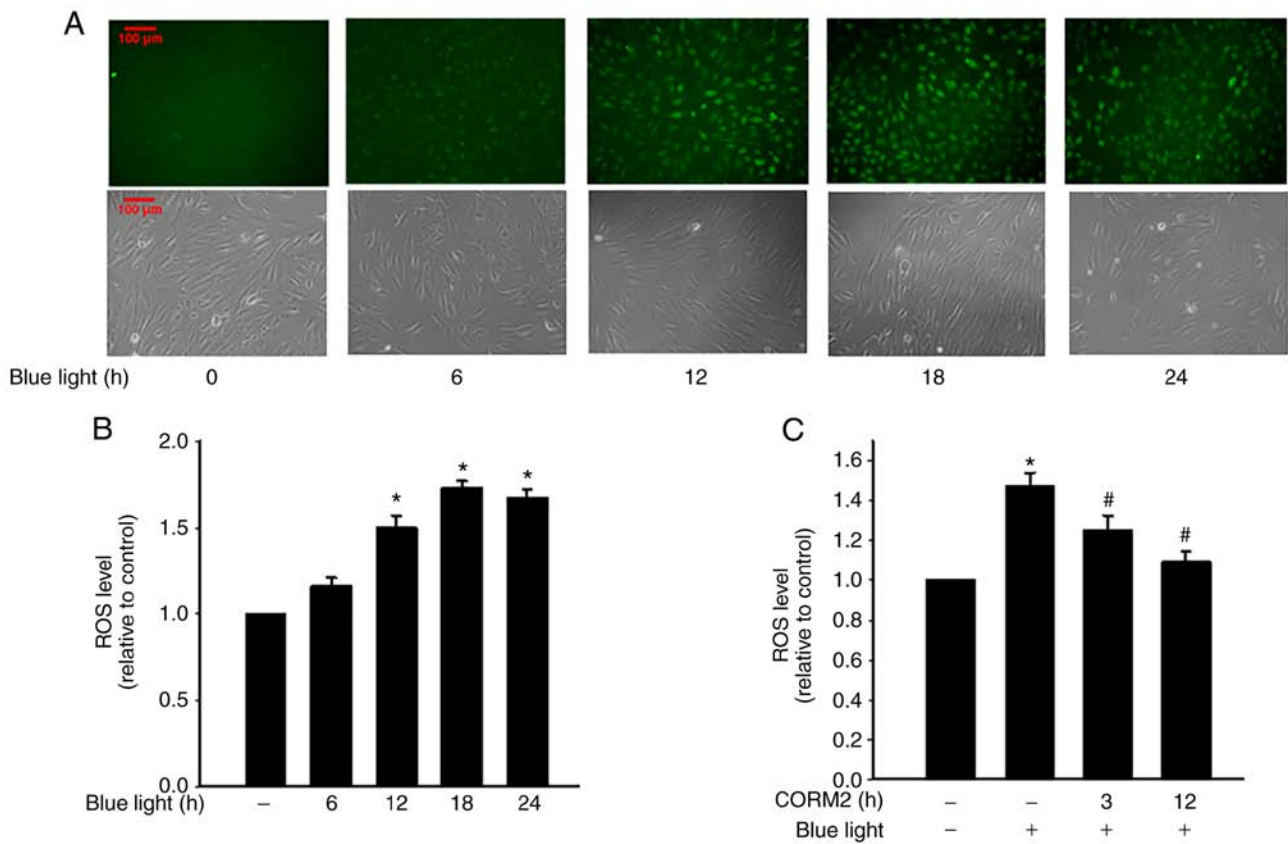 A
100 µm
100 µm
Blue light (h) 0 6 12 18 24
B
ROS level
(relative to control)
2.0
1.5
1.0
0.5
0.0
* * *
Blue light (h) – 6 12 18 24
C
ROS level
(relative to control)
1.6
1.4
1.2
1.0
0.8
0.6
0.4
0.2
0.0
* # #
CORM2 (h) – – 3 12
Blue light – + + +